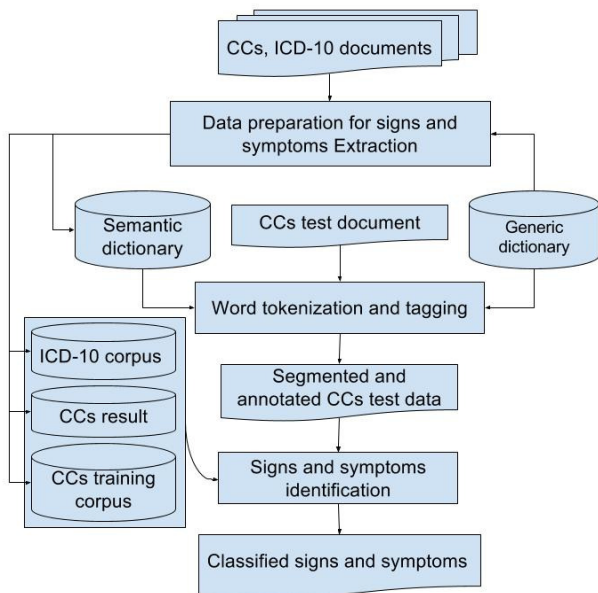 CCs, ICD-10 documents
Data preparation for signs and
symptoms Extraction
Semantic
dictionary
CCs test document
Generic
dictionary
Word tokenization and tagging
ICD-10 corpus
CCs result
CCs training
corpus
Segmented and
annotated CCs test data
Signs and symptoms
identification
Classified signs and symptoms